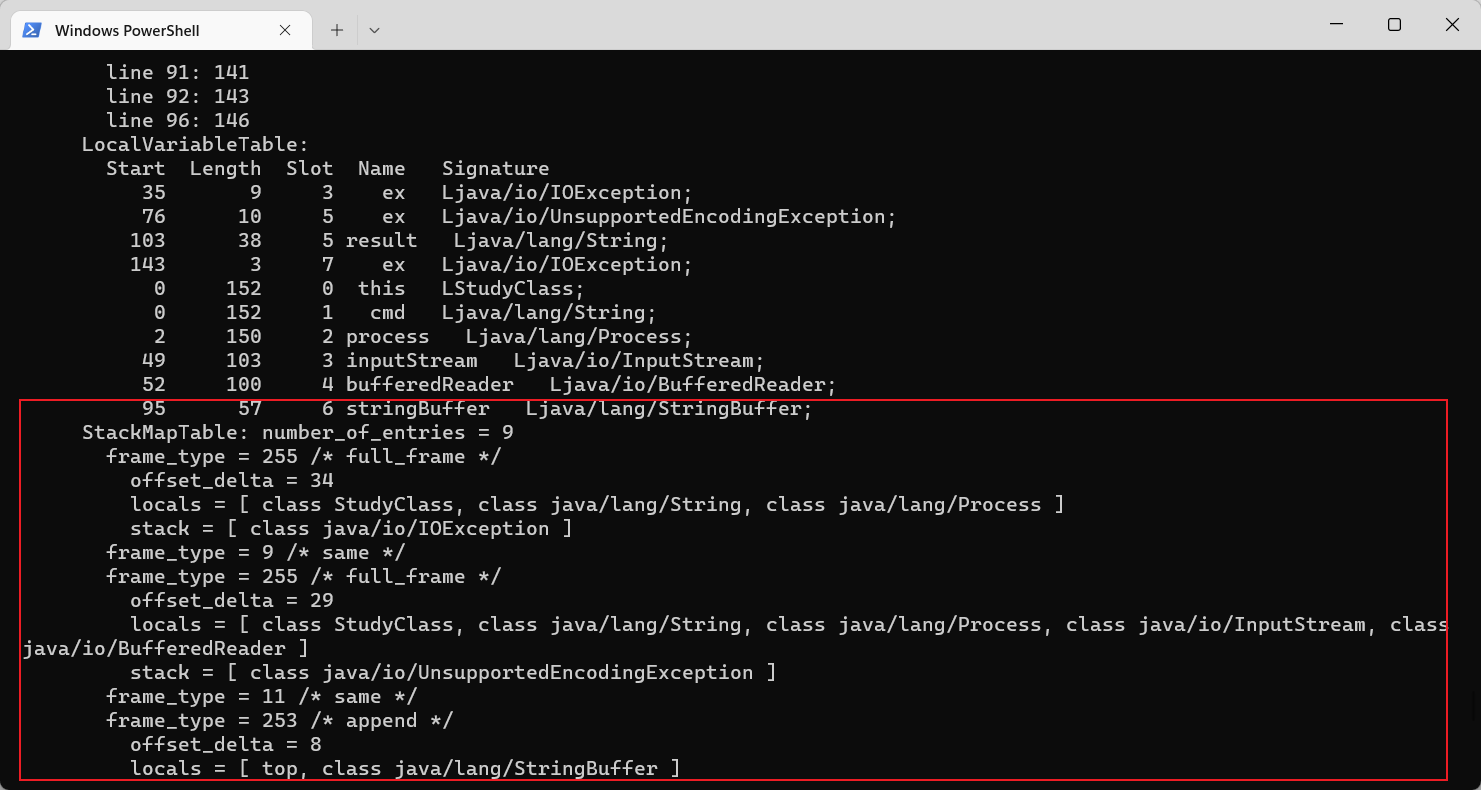 Windows PowerShell
line 91: 141
line 92: 143
line 96: 146
LocalVariableTable:
Start  Length  Slot  Name   Signature
35       9     3    ex   Ljava/io/IOException;
76      10     5    ex   Ljava/io/UnsupportedEncodingException;
103      38     5 result   Ljava/lang/String;
143       3     7    ex   Ljava/io/IOException;
0     152     0  this   LStudyClass;
0     152     1   cmd   Ljava/lang/String;
2     150     2 process   Ljava/lang/Process;
49     103     3 inputStream   Ljava/io/InputStream;
52     100     4 bufferedReader   Ljava/io/BufferedReader;
95      57     6 stringBuffer   Ljava/lang/StringBuffer;
StackMapTable: number_of_entries = 9
frame_type = 255 /* full_frame */
offset_delta = 34
locals = [ class StudyClass, class java/lang/String, class java/lang/Process ]
stack = [ class java/io/IOException ]
frame_type = 9 /* same */
frame_type = 255 /* full_frame */
offset_delta = 29
locals = [ class StudyClass, class java/lang/String, class java/lang/Process, class java/io/InputStream, class
java/io/BufferedReader ]
stack = [ class java/io/UnsupportedEncodingException ]
frame_type = 11 /* same */
frame_type = 253 /* append */
offset_delta = 8
locals = [ top, class java/lang/StringBuffer ]